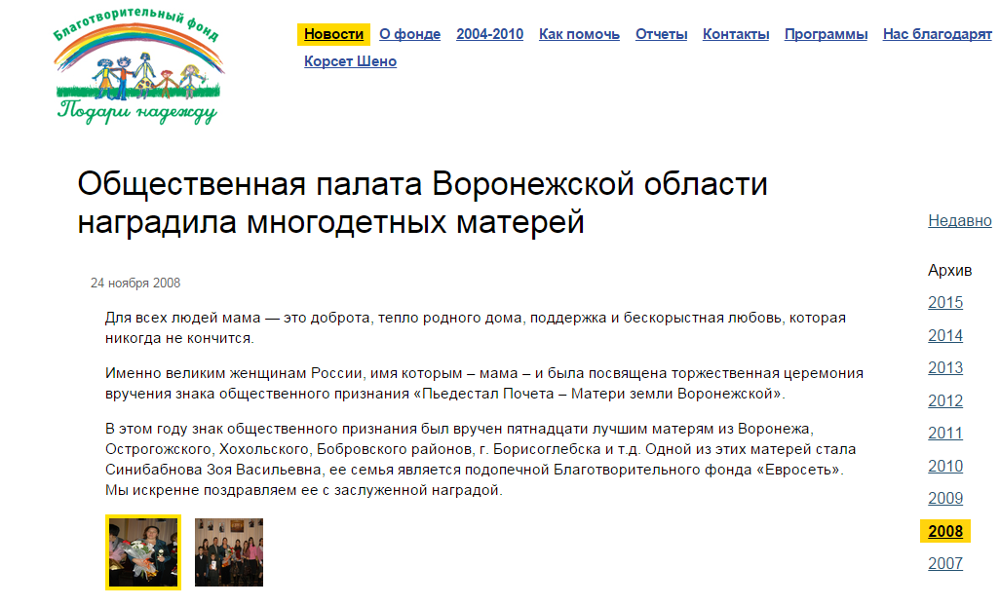 Благотворительный фонд
Подари надежду
Новости О фонде 2004-2010 Как помочь Отчеты Контакты Программы Нас благодарят
Корсет Шено
Общественная палата Воронежской области
наградила многодетных матерей
24 ноября 2008
Для всех людей мама — это доброта, тепло родного дома, поддержка и бескорыстная любовь, которая
никогда не кончится.
Именно великим женщинам России, имя которым – мама – и была посвящена торжественная церемония
вручения знака общественного признания «Пьедестал Почета – Матери земли Воронежской».
В этом году знак общественного признания был вручен пятнадцати лучшим матерям из Воронежа,
Острогожского, Хохольского, Бобровского районов, г. Борисоглебска и т.д. Одной из этих матерей стала
Синибабнова Зоя Васильевна, ее семья является подопечной Благотворительного фонда «Евросеть».
Мы искренне поздравляем ее с заслуженной наградой.
Недавно
Архив
2015
2014
2013
2012
2011
2010
2009
2008
2007